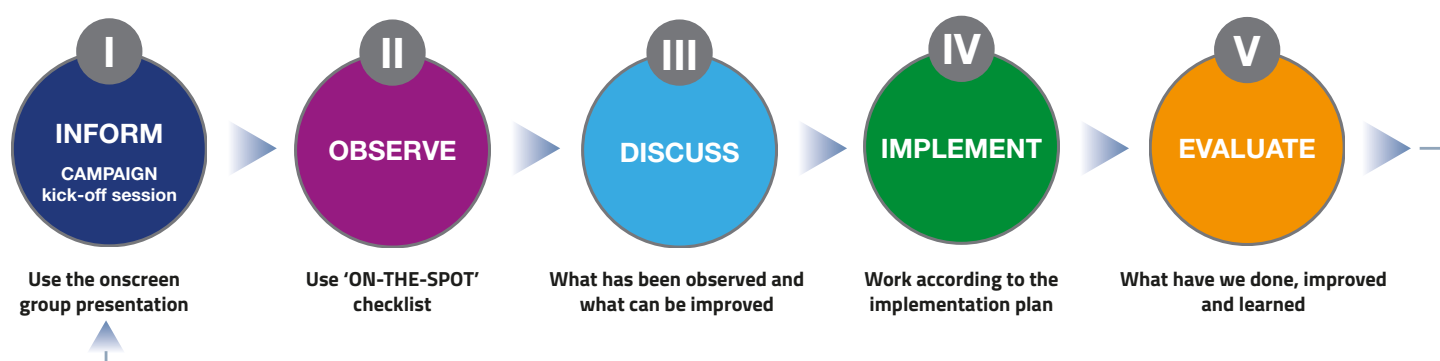 I
INFORM
CAMPAIGN
kick-off session
Use the onscreen
group presentation
II
OBSERVE
Use ‘ON-THE-SPOT’
checklist
III
DISCUSS
What has been observed and
what can be improved
IV
IMPLEMENT
Work according to the
implementation plan
V
EVALUATE
What have we done, improved
and learned